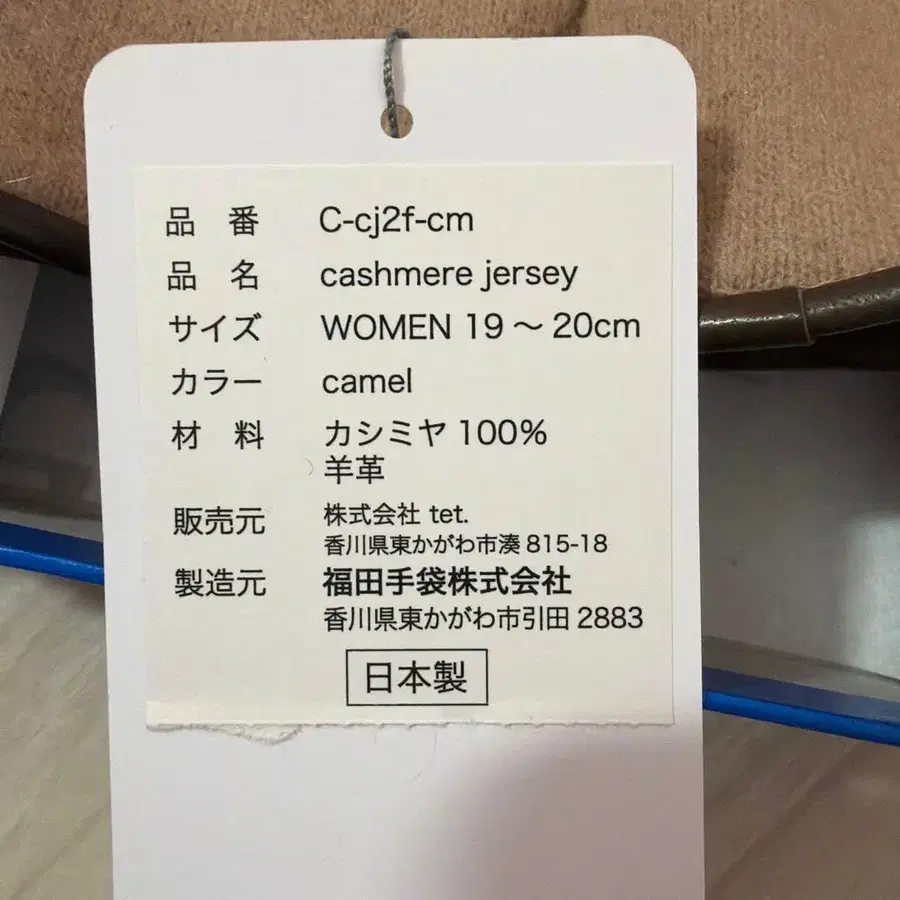 品 番 C-cj2f-cm
品 名 cashmere jersey
サイズ WOMEN 19～20cm
カラー camel
材 料 カシミヤ 100%
羊革
販売元 株式会社 tet.
香川県東かがわ市湊 815-18
製造元 福田手袋株式会社
香川県東かがわ市引田 2883
日本製